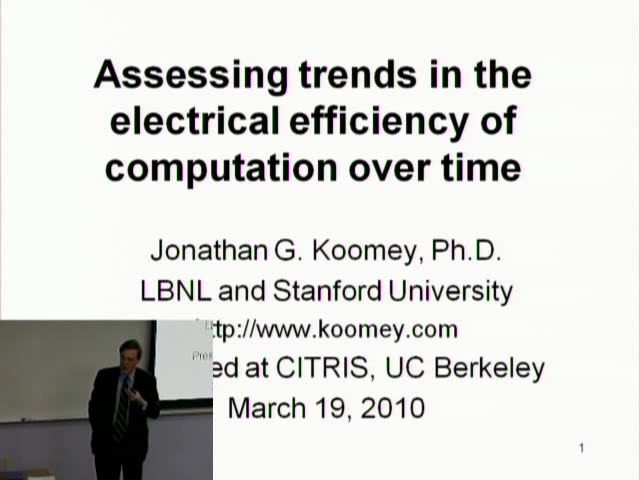 Assessing trends in the
electrical efficiency of
computation over time
Jonathan G. Koomey, Ph.D.
LBNL and Stanford University
ttp://www.koomey.com
ed at CITRIS, UC Berkeley
March 19, 2010
1